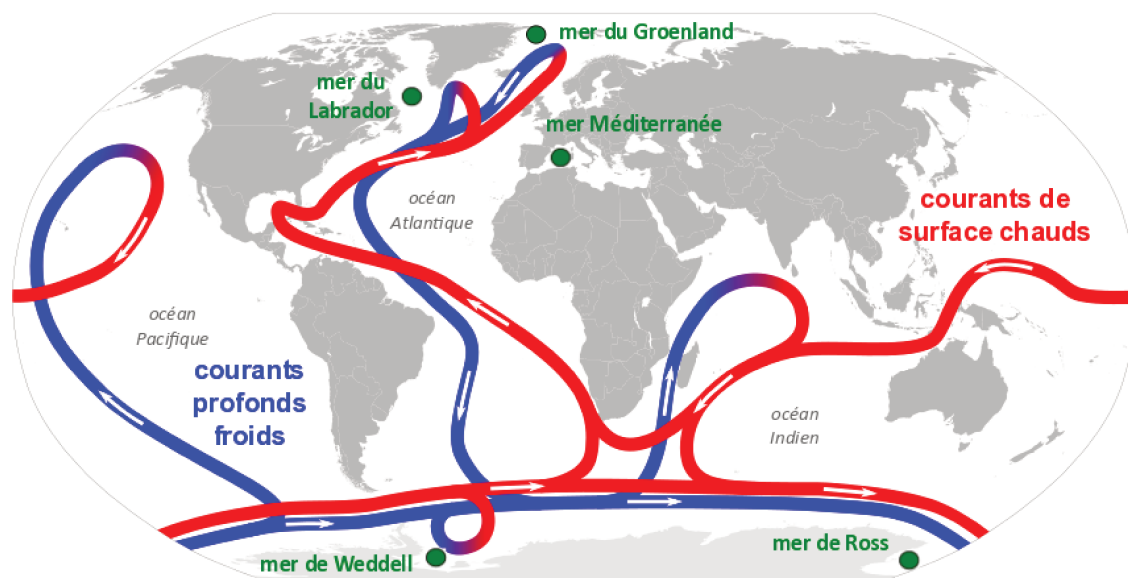 mer du Groenland
mer du
Labrador
mer Méditerranée
océan
Atlantique
courants de
surface chauds
océan
Pacifique
courants
profonds
froids
océan
Indien
mer de Weddell
mer de Ross